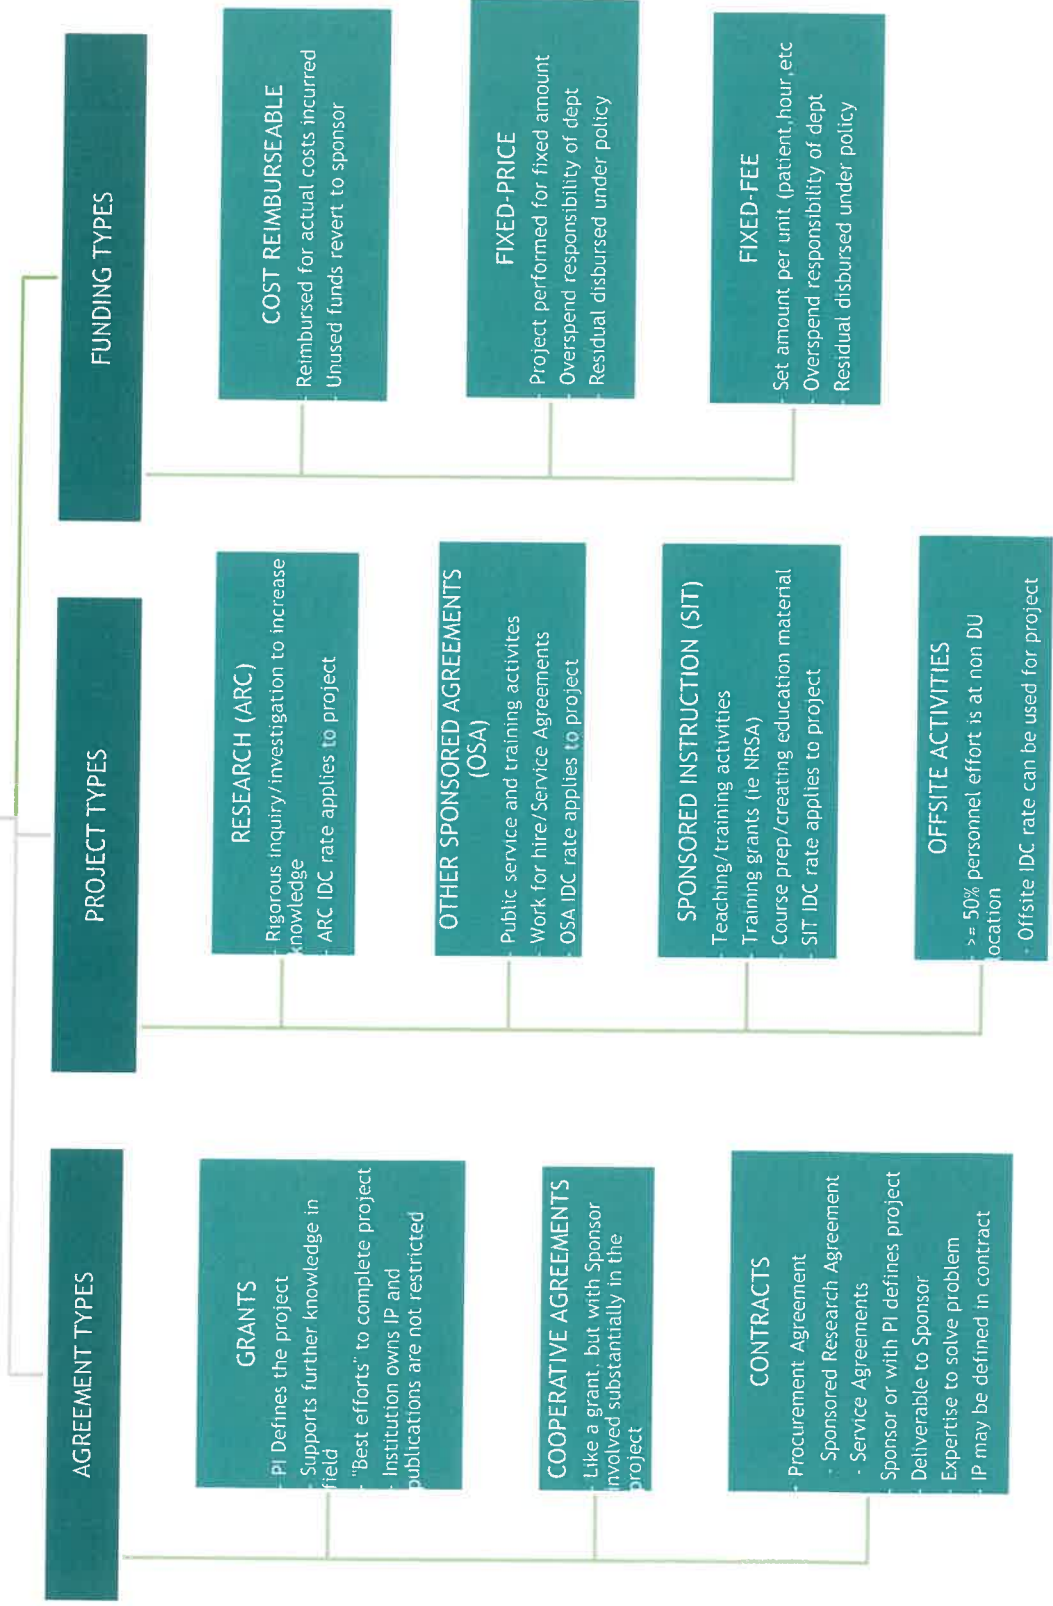 AGREEMENT TYPES
GRANTS
- PI Defines the project
- Supports further knowledge in
field
- "Best efforts" to complete project
- Institution owns IP and
publications are not restricted
COOPERATIVE AGREEMENTS
- Like a grant, but with Sponsor
involved substantially in the
project
CONTRACTS
- Procurement Agreement
- Sponsored Research Agreement
- Service Agreements
- Sponsor or with PI defines project
- Deliverable to Sponsor
- Expertise to solve problem
- IP may be defined in contract
PROJECT TYPES
RESEARCH (ARC)
- Rigorous inquiry/investigation to increase
knowledge
- ARC IDC rate applies to project
OTHER SPONSORED AGREEMENTS
(OSA)
- Public service and training activites
- Work for hire/Service Agreements
- OSA IDC rate applies to project
SPONSORED INSTRUCTION (SIT)
- Teaching/training activities
- Training grants (ie NRSA)
- Course prep/creating education material
- SIT IDC rate applies to project
OFFSITE ACTIVITIES
- >= 50% personnel effort is at non DU
location
- Offsite IDC rate can be used for project
FUNDING TYPES
COST REIMBURSEABLE
- Reimbursed for actual costs incurred
- Unused funds revert to sponsor
FIXED-PRICE
- Project performed for fixed amount
- Overspend responsibility of dept
- Residual disbursed under policy
FIXED-FEE
- Set amount per unit (patient,hour,etc
- Overspend responsibility of dept
- Residual disbursed under policy